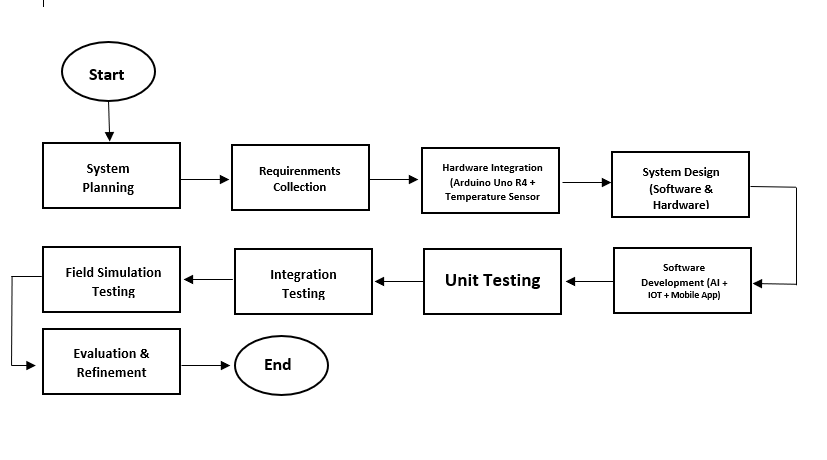 Start
System
Planning
Requirenments
Collection
Hardware Integration
(Arduino Uno R4 +
Temperature Sensor
System Design
(Software &
Hardware)
Software
Development (AI +
IOT + Mobile App)
Unit Testing
Integration
Testing
Field Simulation
Testing
Evaluation &
Refinement
End